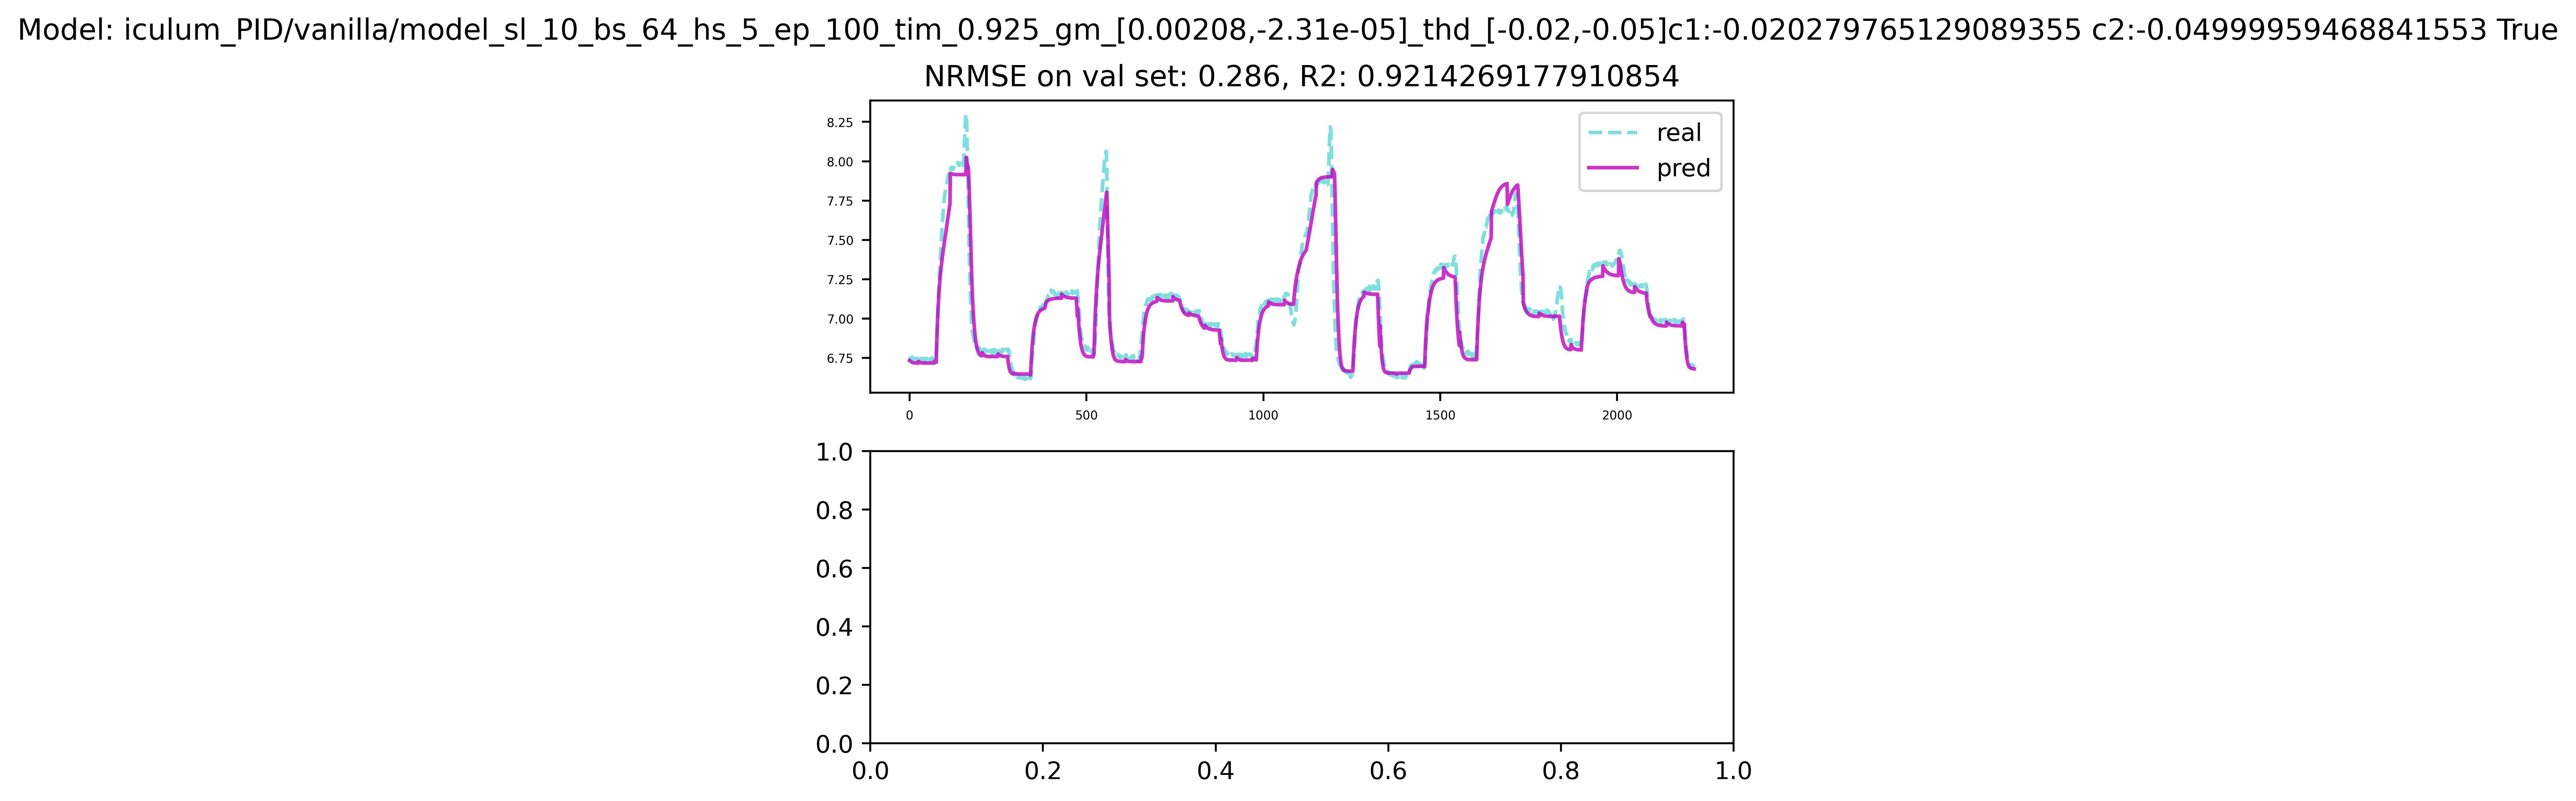 Model: iculum_PID/vanilla/model_sl_10_bs_64_hs_5_ep_100_tim_0.925_gm_[0.00208,-2.31e-05]_thd_[-0.02,-0.05]c1:-0.020279765129089355 c2:-0.04999959468841553 True
NRMSE on val set: 0.286, R2: 0.9214269177910854
8.25
8.00
7.75
7.50
7.25
7.00
6.75
real
pred
0 500 1000 1500 2000
1.0
0.8
0.6
0.4
0.2
0.0
0.0 0.2 0.4 0.6 0.8 1.0